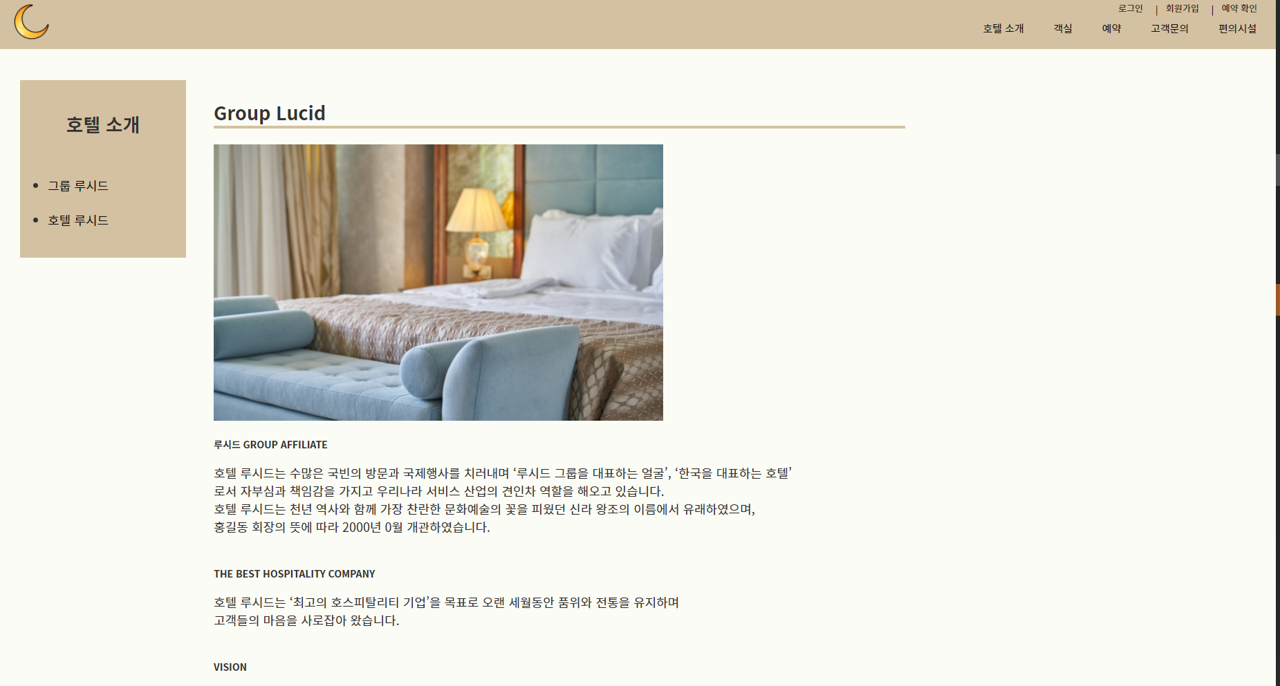 로그인 | 회원가입 | 예약 확인
호텔 소개 객실 예약 고객문의 편의시설
호텔 소개
• 그룹 루시드
• 호텔 루시드
Group Lucid
루시드 GROUP AFFILIATE
호텔 루시드는 수많은 국빈의 방문과 국제행사를 치러내며 ‘루시드 그룹을 대표하는 얼굴’, ‘한국을 대표하는 호텔’
로서 자부심과 책임감을 가지고 우리나라 서비스 산업의 견인차 역할을 해오고 있습니다.
호텔 루시드는 천년 역사와 함께 가장 찬란한 문화예술의 꽃을 피웠던 신라 왕조의 이름에서 유래하였으며,
홍길동 회장의 뜻에 따라 2000년 0월 개관하였습니다.
THE BEST HOSPITALITY COMPANY
호텔 루시드는 ‘최고의 호스피탈리티 기업’을 목표로 오랜 세월동안 품위와 전통을 유지하며
고객들의 마음을 사로잡아 왔습니다.
VISION